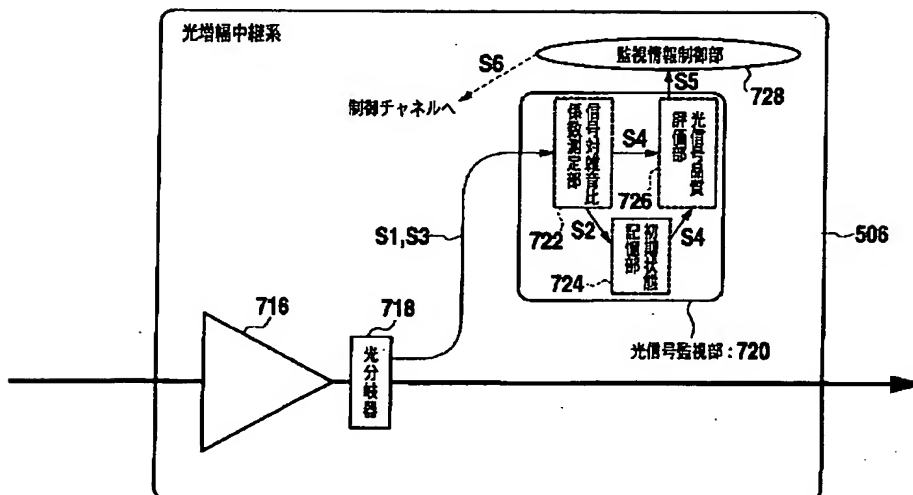 光増幅中継系
監視情報制御部
728
S6
S5
制御チャネルへ
信号対雑音比
係数測定部
S4
光信号品質
評価部
726
S1,S3
722
S2
S4
初期状態
記憶部
724
506
716
718
光信号監視部:720
光分岐器